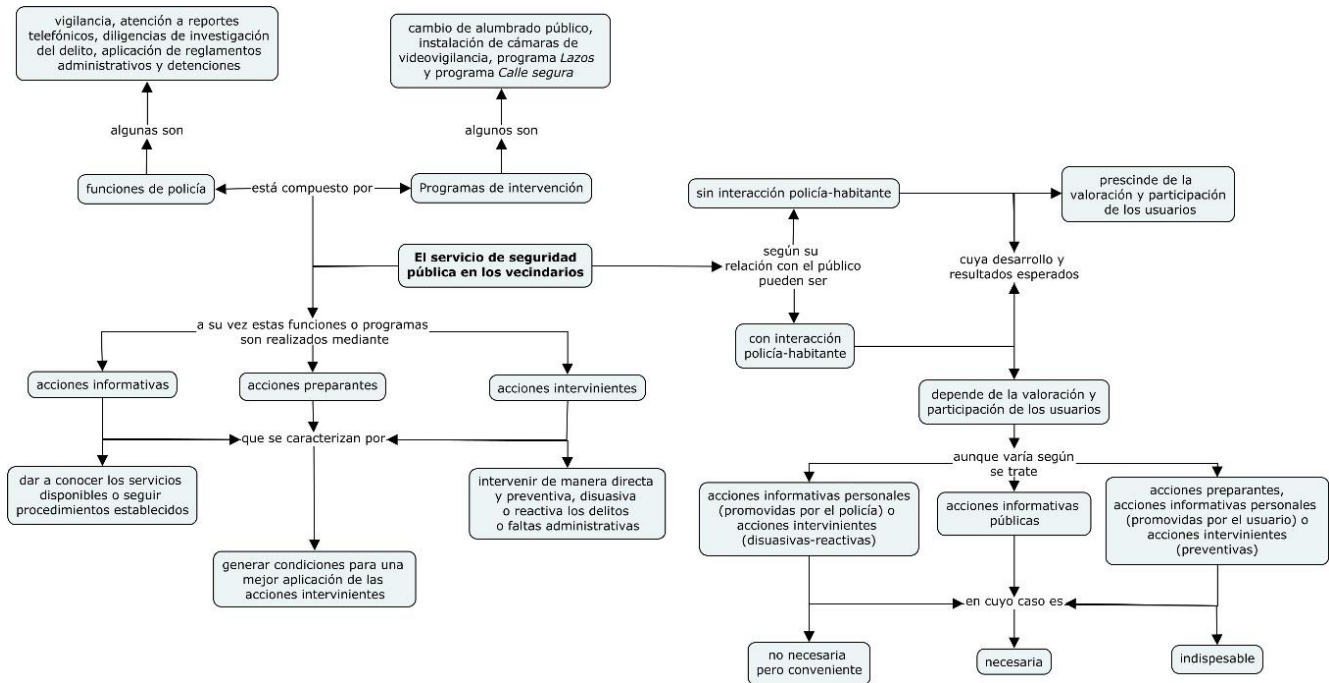 vigilancia, atención a reportes
telefónicos, diligencias de investigación
del delito, aplicación de reglamentos
administrativos y detenciones
cambio de alumbrado público,
instalación de cámaras de
videovigilancia, programa Lazos
y programa Calle segura
algunas son
algunos son
funciones de policía
está compuesto por
Programas de intervención
sin interacción policía-habitante
prescinde de la
valoración y participación
de los usuarios
El servicio de seguridad
pública en los vecindarios
según su
relación con el público
pueden ser
cuya desarrollo y
resultados esperados
a su vez estas funciones o programas
son realizados mediante
con interacción
policía-habitante
acciones informativas
acciones preparantes
acciones intervinientes
depende de la valoración y
participación de los usuarios
que se caracterizan por
aunque varía según
se trate
dar a conocer los servicios
disponibles o seguir
procedimientos establecidos
intervenir de manera directa
y preventiva, disuasiva
o reactiva los delitos
o faltas administrativas
generar condiciones para una
mejor aplicación de las
acciones intervinientes
acciones informativas personales
(promovidas por el policía) o
acciones intervinientes
(disuasivas-reactivas)
acciones informativas
públicas
acciones preparantes,
acciones informativas personales
(promovidas por el usuario) o
acciones intervinientes
(preventivas)
en cuyo caso es
no necesaria
pero conveniente
necesaria
indispesable